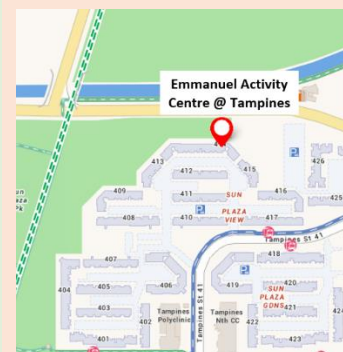 Emmanuel Activity
Centre @ Tampines
413
415
426
412
409
411
SUN
416
425
PLAZA
VIEW
408
410
417
Tampines St 41
407
418
404
405
406
419
420
SUN
PLAZA
GDNS
421
Tampines
Polyclinic
Tampines St 41
Tampines
Nth CC
422
401
402
423